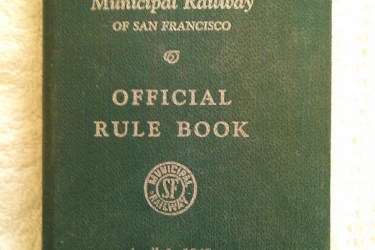 Municipal Railway
OF SAN FRANCISCO
OFFICIAL
RULE BOOK
MUNICIPAL
SF
RAILWAY